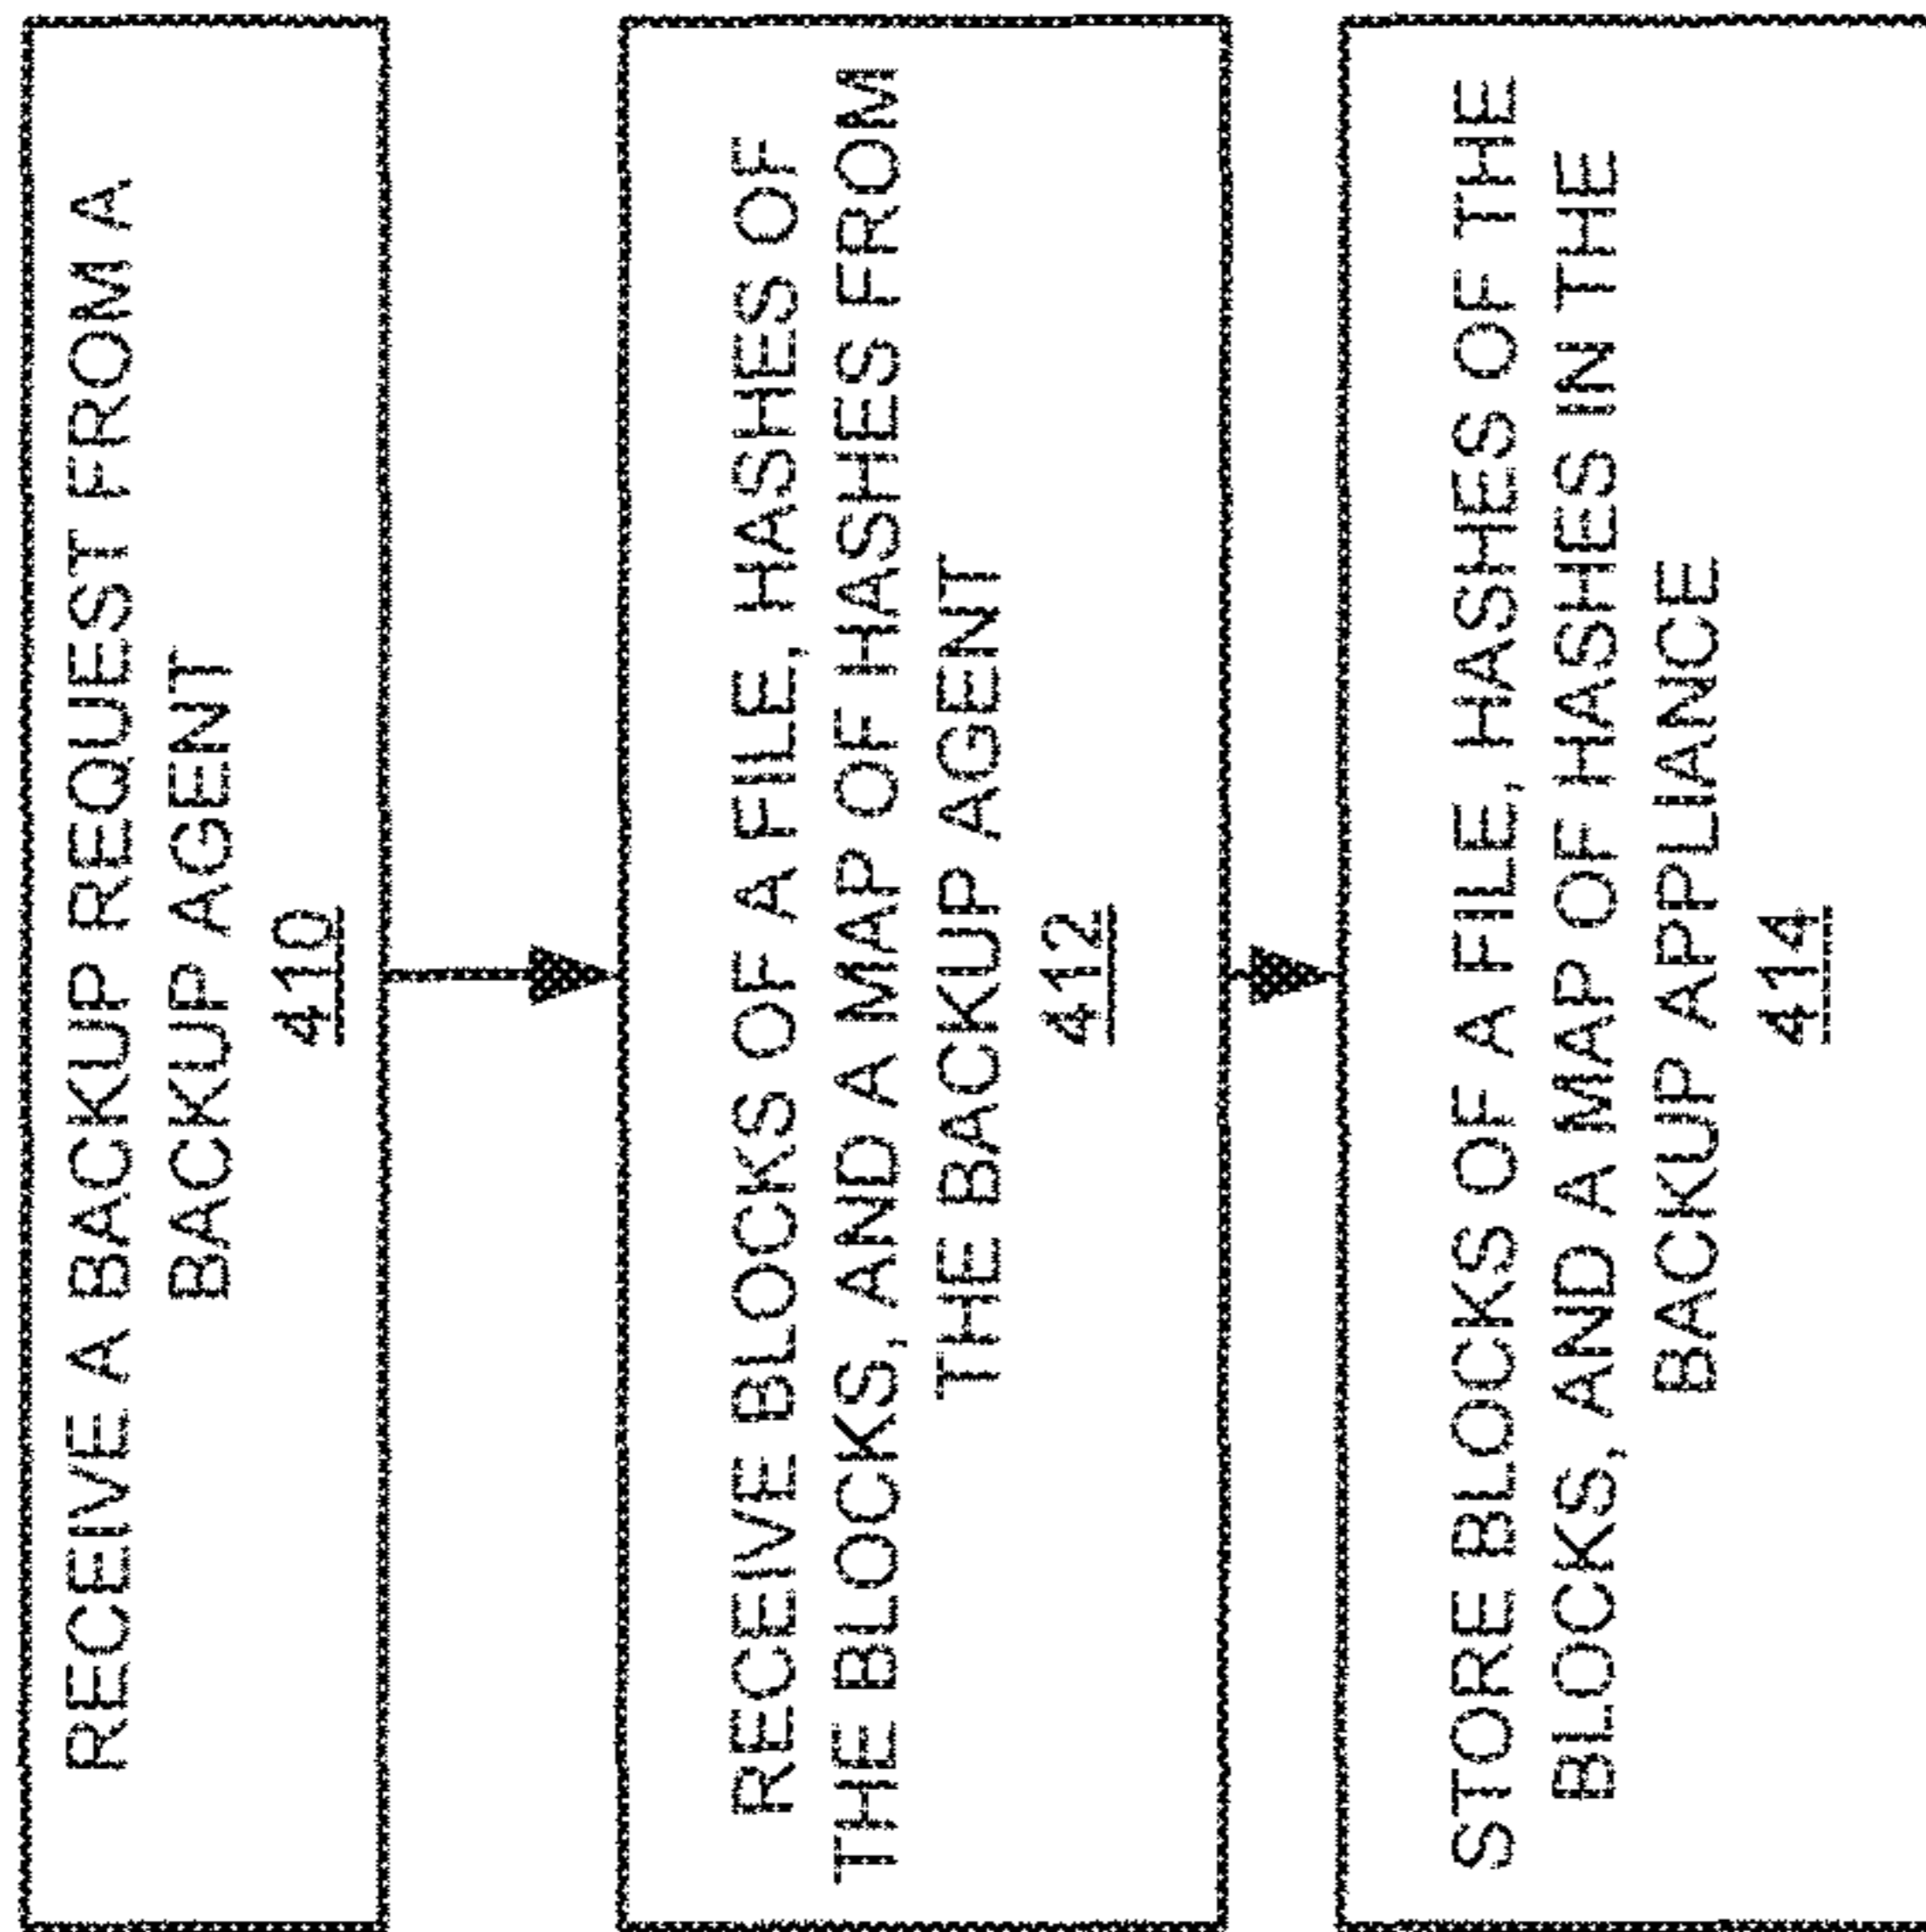 RECEIVE A BACKUP REQUEST FROM A
BACKUP AGENT
410
RECEIVE BLOCKS OF A FILE, HASHES OF
THE BLOCKS, AND A MAP OF HASHES FROM
THE BACKUP AGENT
412
STORE BLOCKS OF A FILE, HASHES OF THE
BLOCKS, AND A MAP OF HASHES IN THE
BACKUP APPLIANCE
414